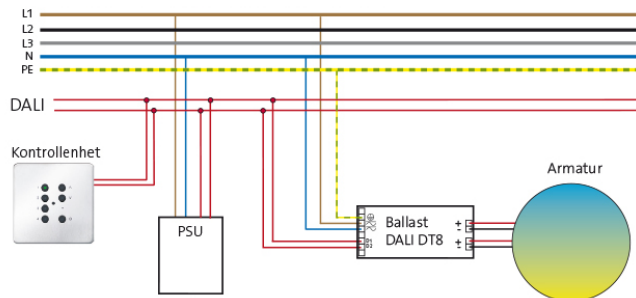 L1
L2
L3
N
PE
DALI
Kontrollenhet
Armatur
PSU
Ballast
DALI DT8
+
-
+
-